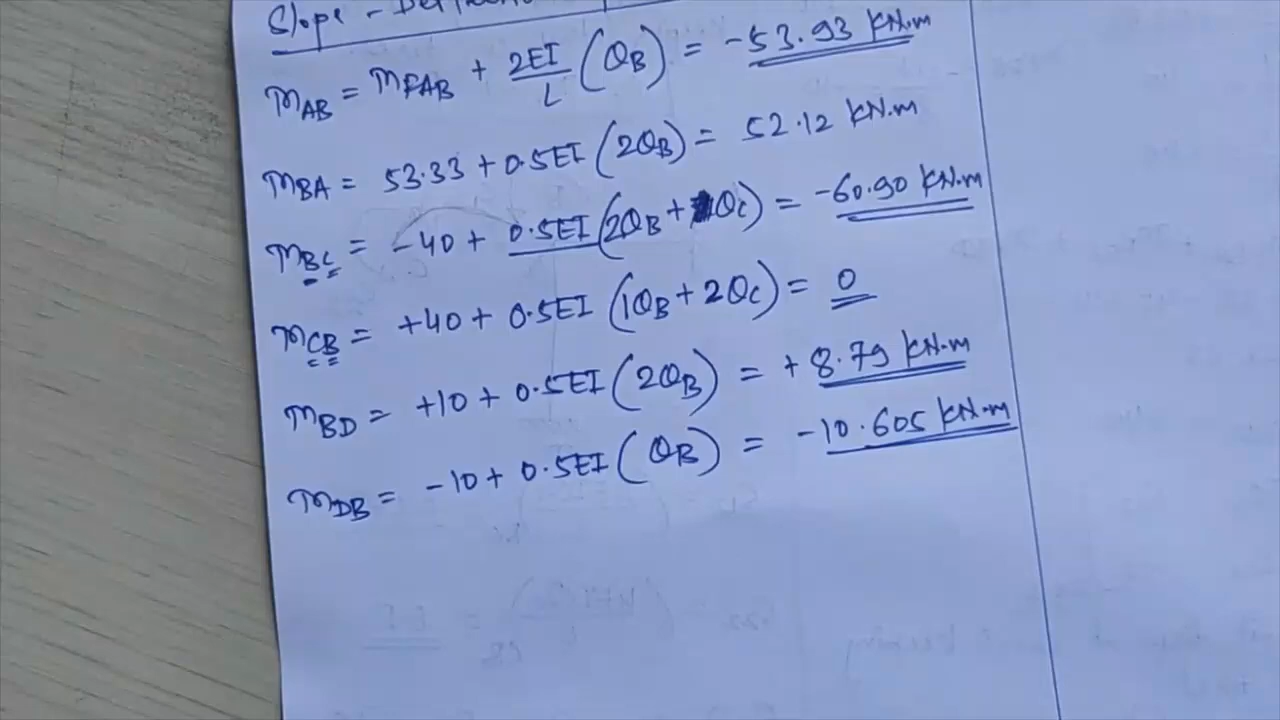 Slope -
MAB = MFAB + 2EI/L (θB) = -53.93 KN.m
MBA = 53.33 + 0.5EI (2θB) = 52.12 KN.m
MBC = -40 + 0.5EI (2θB + θC) = -60.90 KN.m
MCB = +40 + 0.5EI (1θB + 2θC) = 0
MBD = +10 + 0.5EI (2θB) = +8.79 KN.m
MDB = -10 + 0.5EI (θB) = -10.605 KN.m